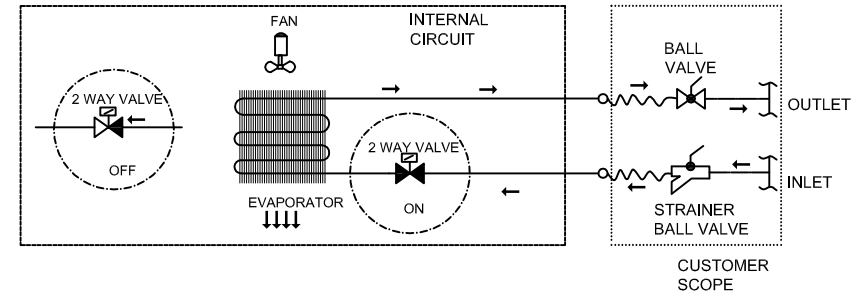 FAN
INTERNAL
CIRCUIT
BALL
VALVE
2 WAY VALVE
OUTLET
OFF
2 WAY VALVE
INLET
EVAPORATOR
ON
STRAINER
BALL VALVE
CUSTOMER
SCOPE